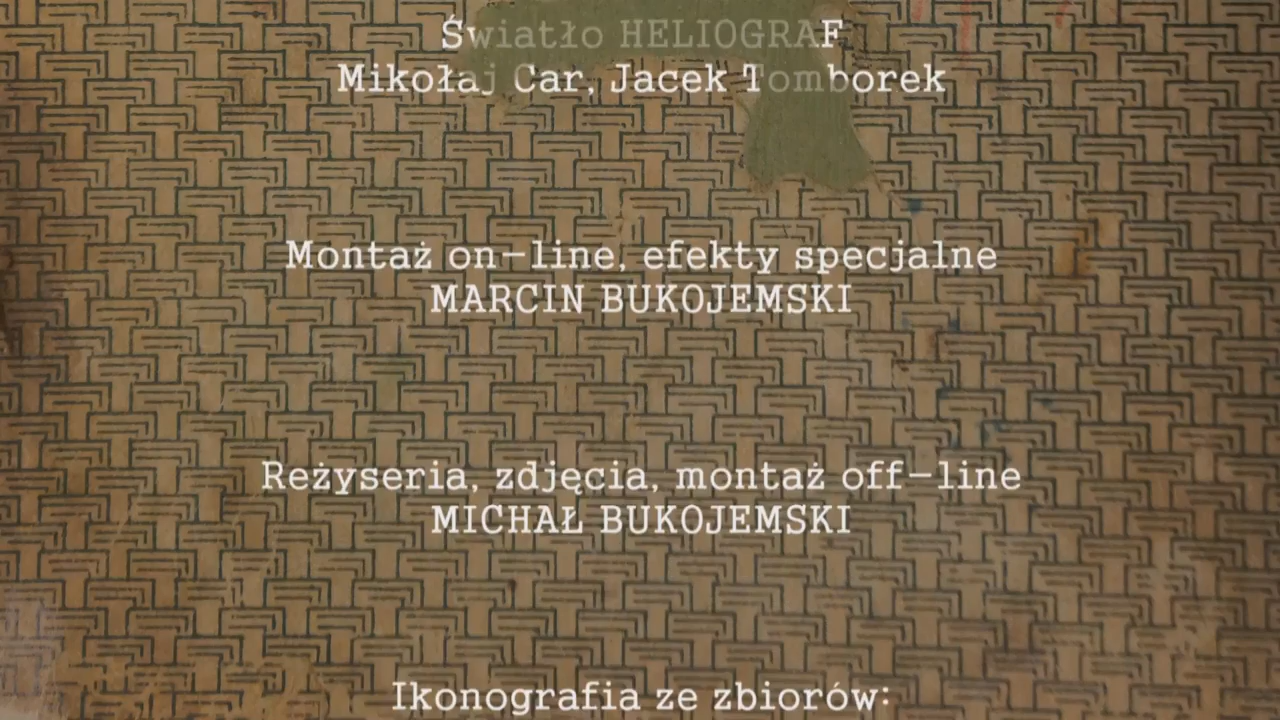 Światło HELIOGRAF
Mikołaj Car, Jacek Tomborek
Montaż on-line, efekty specjalne
MARCIN BUKOJEMSKI
Reżyseria, zdjęcia, montaż off-line
MICHAŁ BUKOJEMSKI
Ikonografia ze zbiorów: